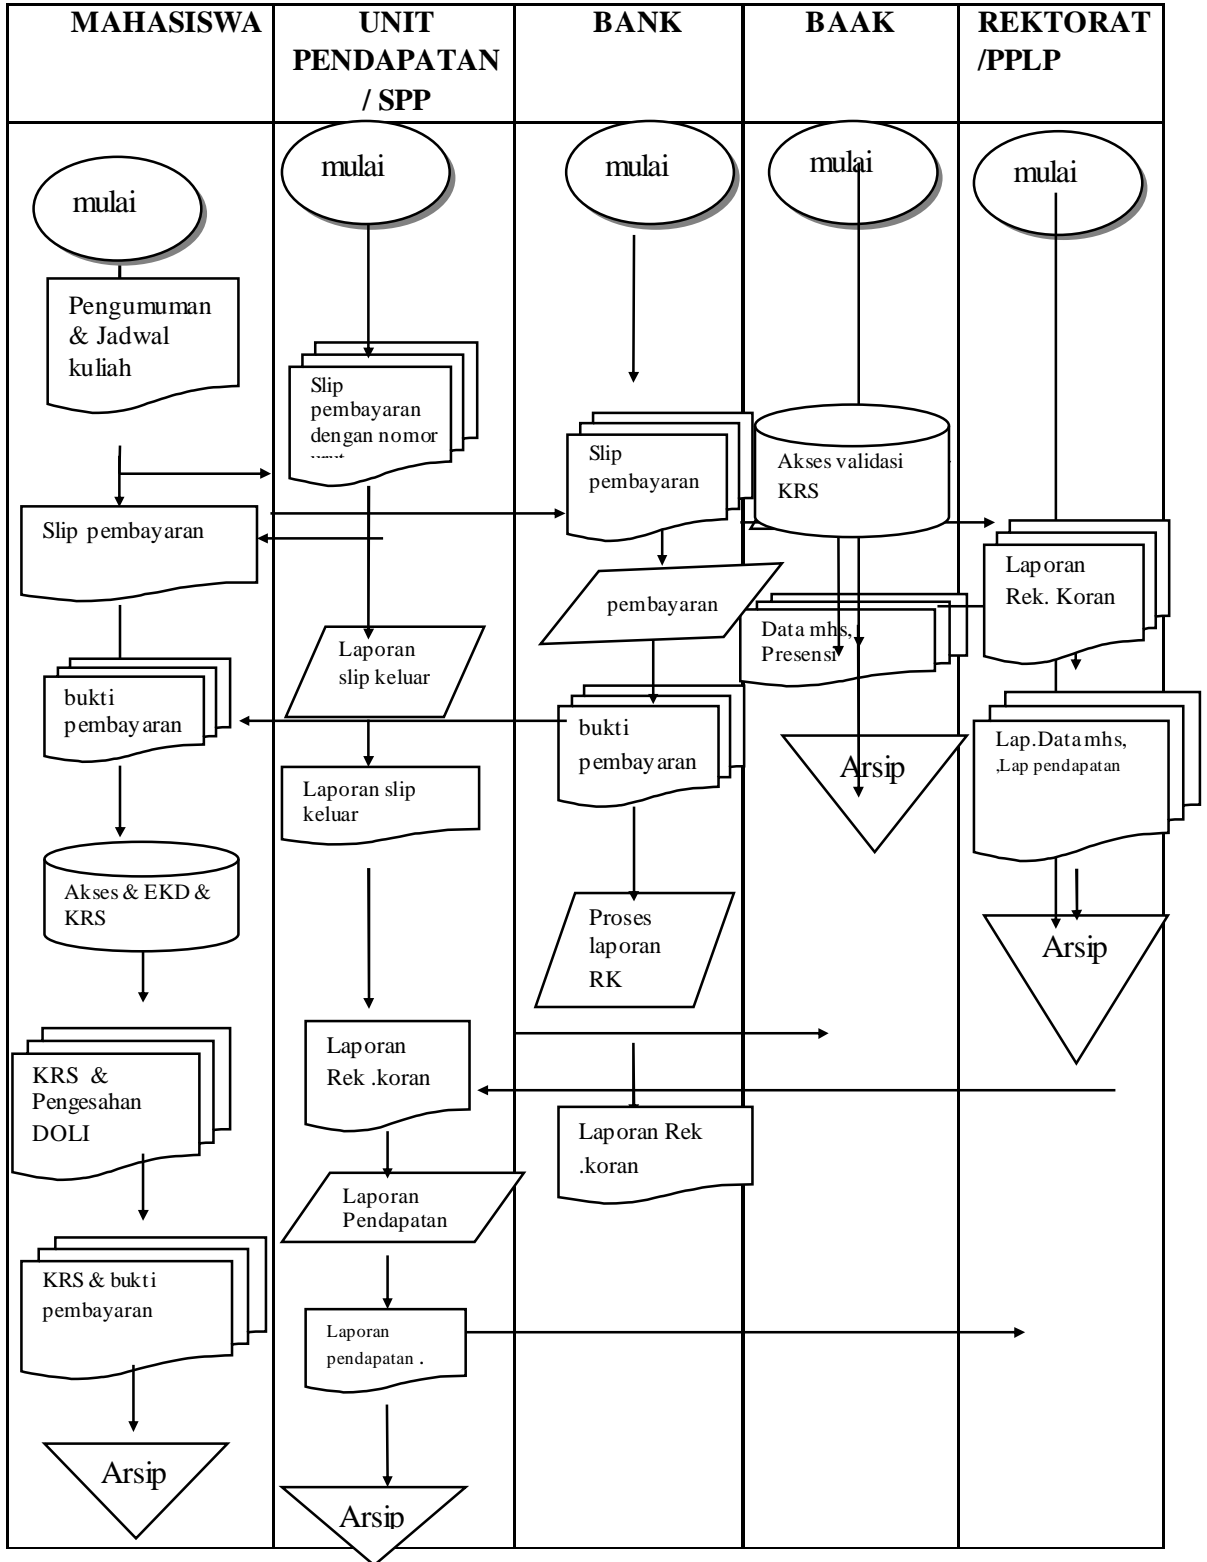 MAHASISWA
UNIT
PENDAPATAN
/ SPP
BANK
BAAK
REKTORAT
/PPLP
mulai
Pengumuman
& Jadwal
kuliah
Slip pembayaran
bukti
pembayaran
Akses & EKD &
KRS
KRS & 
Pengesahan
DOLI
KRS & bukti
pembayaran
Arsip
mulai
Slip
pembayaran
dengan nomor
Laporan
slip keluar
Laporan slip
keluar
Laporan
Rek .koran
Laporan
Pendapatan
Laporan
pendapatan .
Arsip
mulai
Slip
pembayaran
pembayaran
bukti
pembayaran
Proses
laporan
RK
Laporan Rek
.koran
mulai
Akses validasi
KRS
Data mhs,
Presensi
Arsip
mulai
Laporan
Rek. Koran
Lap.Data mhs,
,Lap pendapatan
Arsip